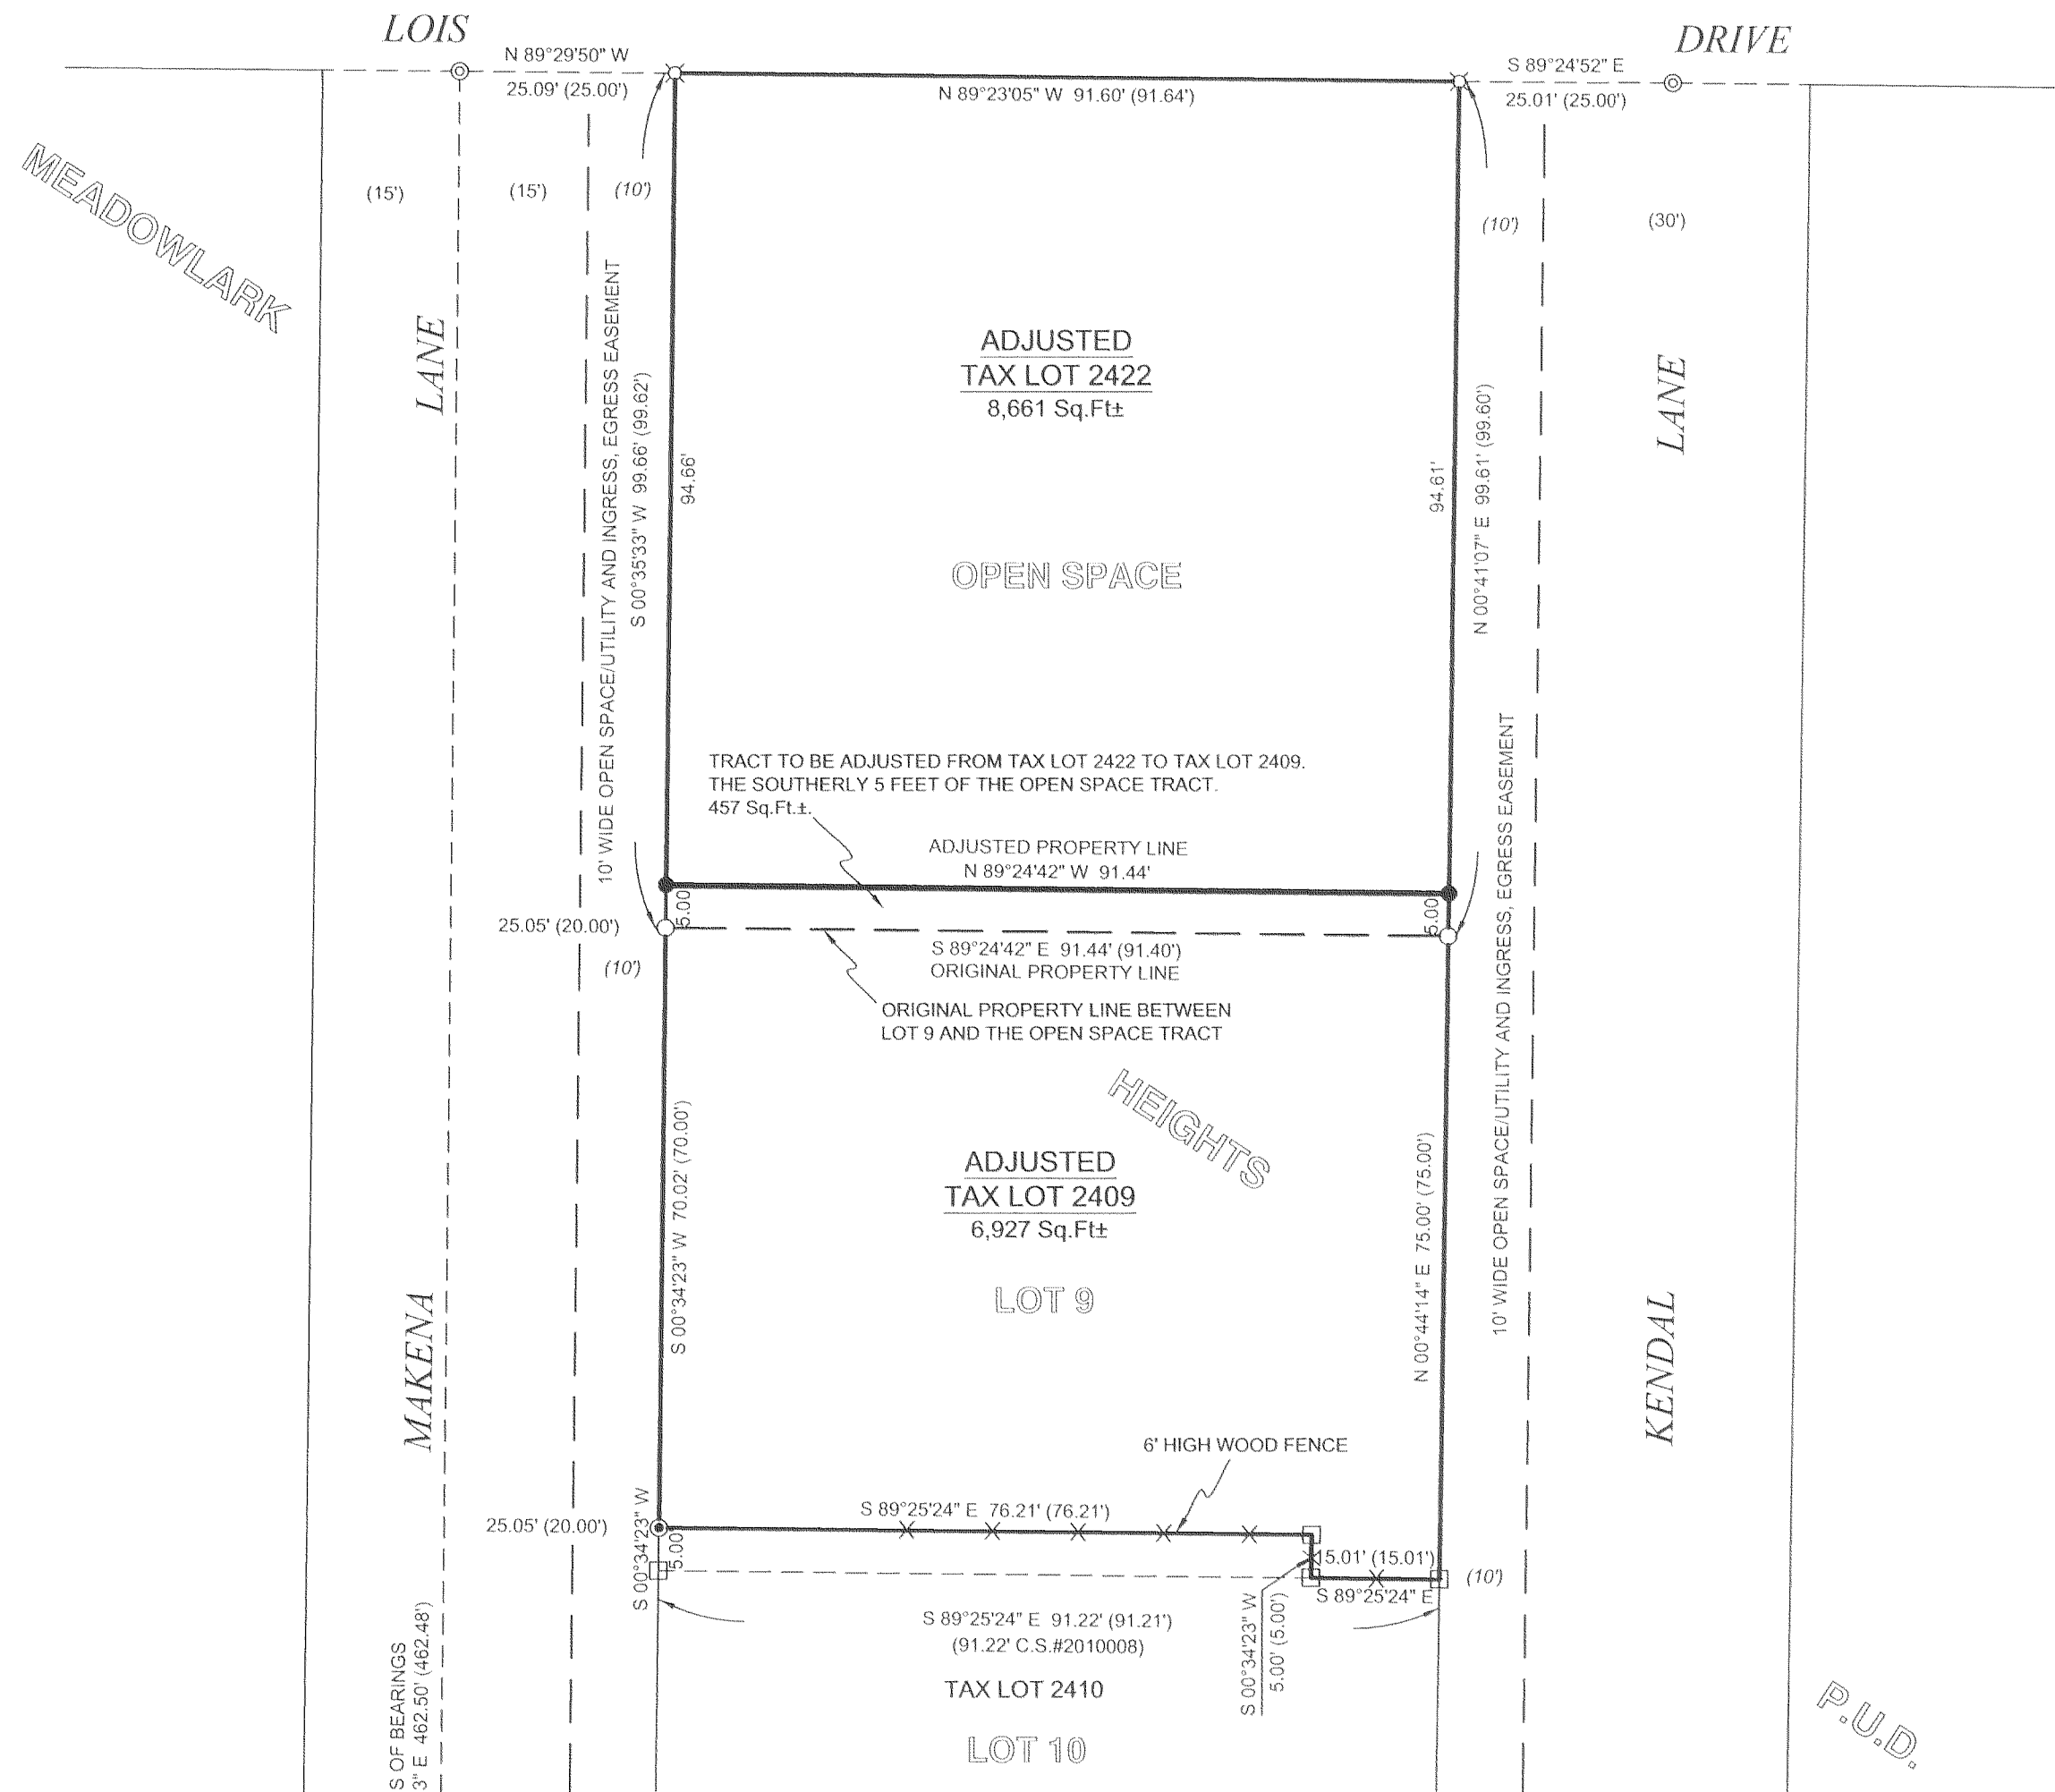 LOIS
DRIVE
N 89°29'50" W
25.09' (25.00')
N 89°23'05" W 91.60' (91.64')
S 89°24'52" E
25.01' (25.00')
MEADOWLARK
(15')
(15')
(10')
(10')
(30')
LANE
LANE
10' WIDE OPEN SPACE/UTILITY AND INGRESS, EGRESS EASEMENT
S 00°35'33" W 99.66' (99.62')
94.66'
ADJUSTED
TAX LOT 2422
8,661 Sq.Ft±
94.61'
N 00°41'07" E 99.61' (99.60')
OPEN SPACE
TRACT TO BE ADJUSTED FROM TAX LOT 2422 TO TAX LOT 2409.
THE SOUTHERLY 5 FEET OF THE OPEN SPACE TRACT.
457 Sq.Ft.±.
ADJUSTED PROPERTY LINE
N 89°24'42" W 91.44'
5.00
5.00
25.05' (20.00')
(10')
S 89°24'42" E 91.44' (91.40')
ORIGINAL PROPERTY LINE
ORIGINAL PROPERTY LINE BETWEEN
LOT 9 AND THE OPEN SPACE TRACT
10' WIDE OPEN SPACE/UTILITY AND INGRESS, EGRESS EASEMENT
HEIGHTS
ADJUSTED
TAX LOT 2409
6,927 Sq.Ft±
S 00°34'23" W 70.02' (70.00')
N 00°44'14" E 75.00' (75.00')
LOT 9
MAKENA
KENDAL
6' HIGH WOOD FENCE
25.05' (20.00')
S 00°34'23" W
5.00
S 89°25'24" E 76.21' (76.21')
15.01' (15.01')
S 89°25'24" E
(10')
S 00°34'23" W
5.00' (5.00')
S 89°25'24" E 91.22' (91.21')
(91.22' C.S.#2010008)
TAX LOT 2410
LOT 10
S OF BEARINGS
3" E 462.50' (462.48')
P.U.D.